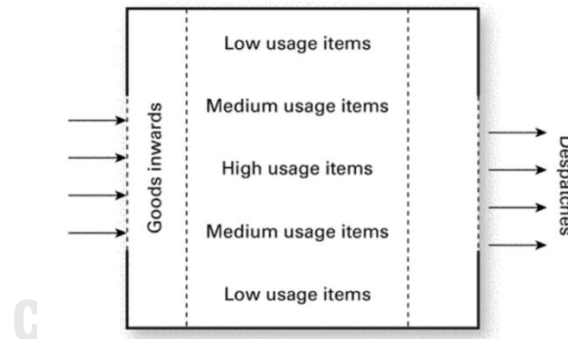 Low usage items
Medium usage items
Goods inwards
High usage items
Medium usage items
Low usage items
Despatches
C